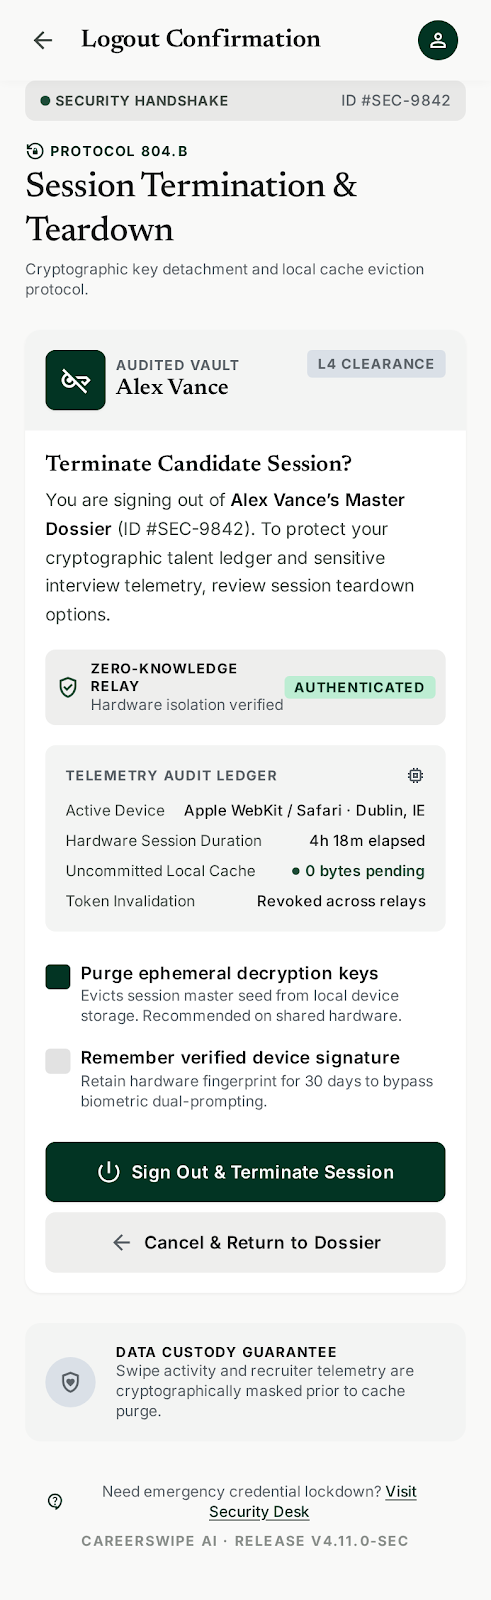 Logout Confirmation
SECURITY HANDSHAKE
ID #SEC-9842
PROTOCOL 804.B
Session Termination &
Teardown
Cryptographic key detachment and local cache eviction
protocol.
AUDITED VAULT
L4 CLEARANCE
Alex Vance
Terminate Candidate Session?
You are signing out of Alex Vance’s Master
Dossier (ID #SEC-9842). To protect your
cryptographic talent ledger and sensitive
interview telemetry, review session teardown
options.
ZERO-KNOWLEDGE
RELAY
Hardware isolation verified
AUTHENTICATED
TELEMETRY AUDIT LEDGER
Active Device Apple WebKit / Safari · Dublin, IE
Hardware Session Duration 4h 18m elapsed
Uncommitted Local Cache 0 bytes pending
Token Invalidation Revoked across relays
Purge ephemeral decryption keys
Evicts session master seed from local device
storage. Recommended on shared hardware.
Remember verified device signature
Retain hardware fingerprint for 30 days to bypass
biometric dual-prompting.
Sign Out & Terminate Session
Cancel & Return to Dossier
DATA CUSTODY GUARANTEE
Swipe activity and recruiter telemetry are
cryptographically masked prior to cache
purge.
Need emergency credential lockdown? Visit
Security Desk
CAREERSWIPE AI · RELEASE V4.11.0-SEC